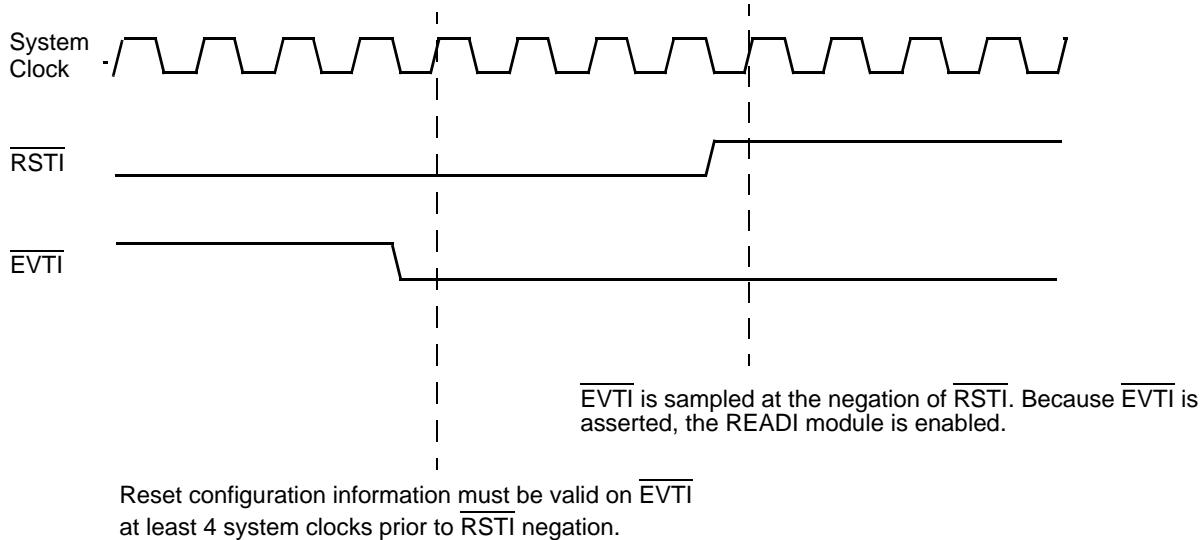 System
Clock
RSTI
EVTI
EVTI is sampled at the negation of RSTI. Because EVTI is
asserted, the READI module is enabled.
Reset configuration information must be valid on EVTI
at least 4 system clocks prior to RSTI negation.